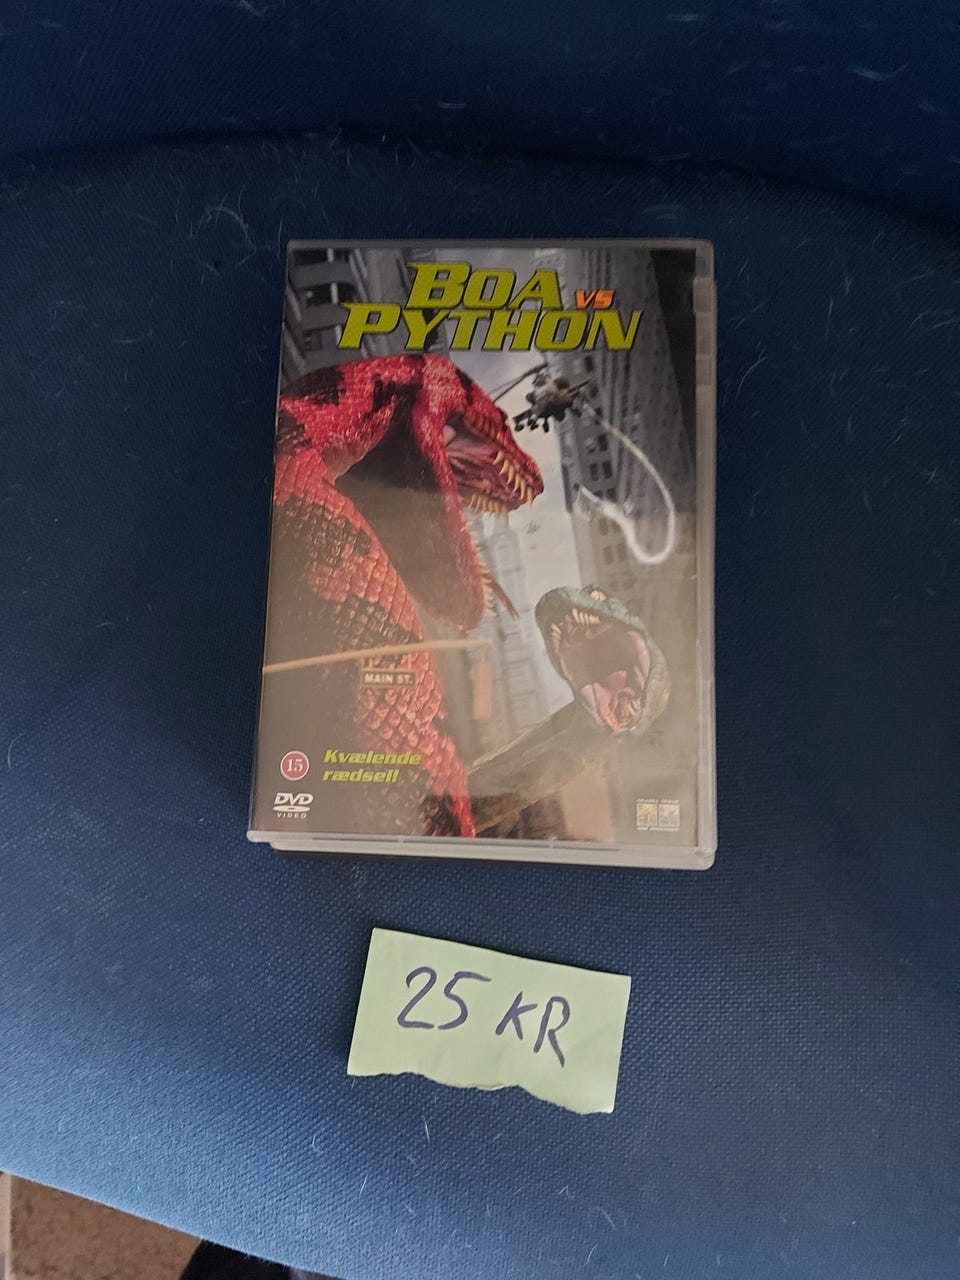 BOA VS
PYTHON
MAIN ST.
15
Kvælende
rædsel!
DVD
VIDEO
25 KR